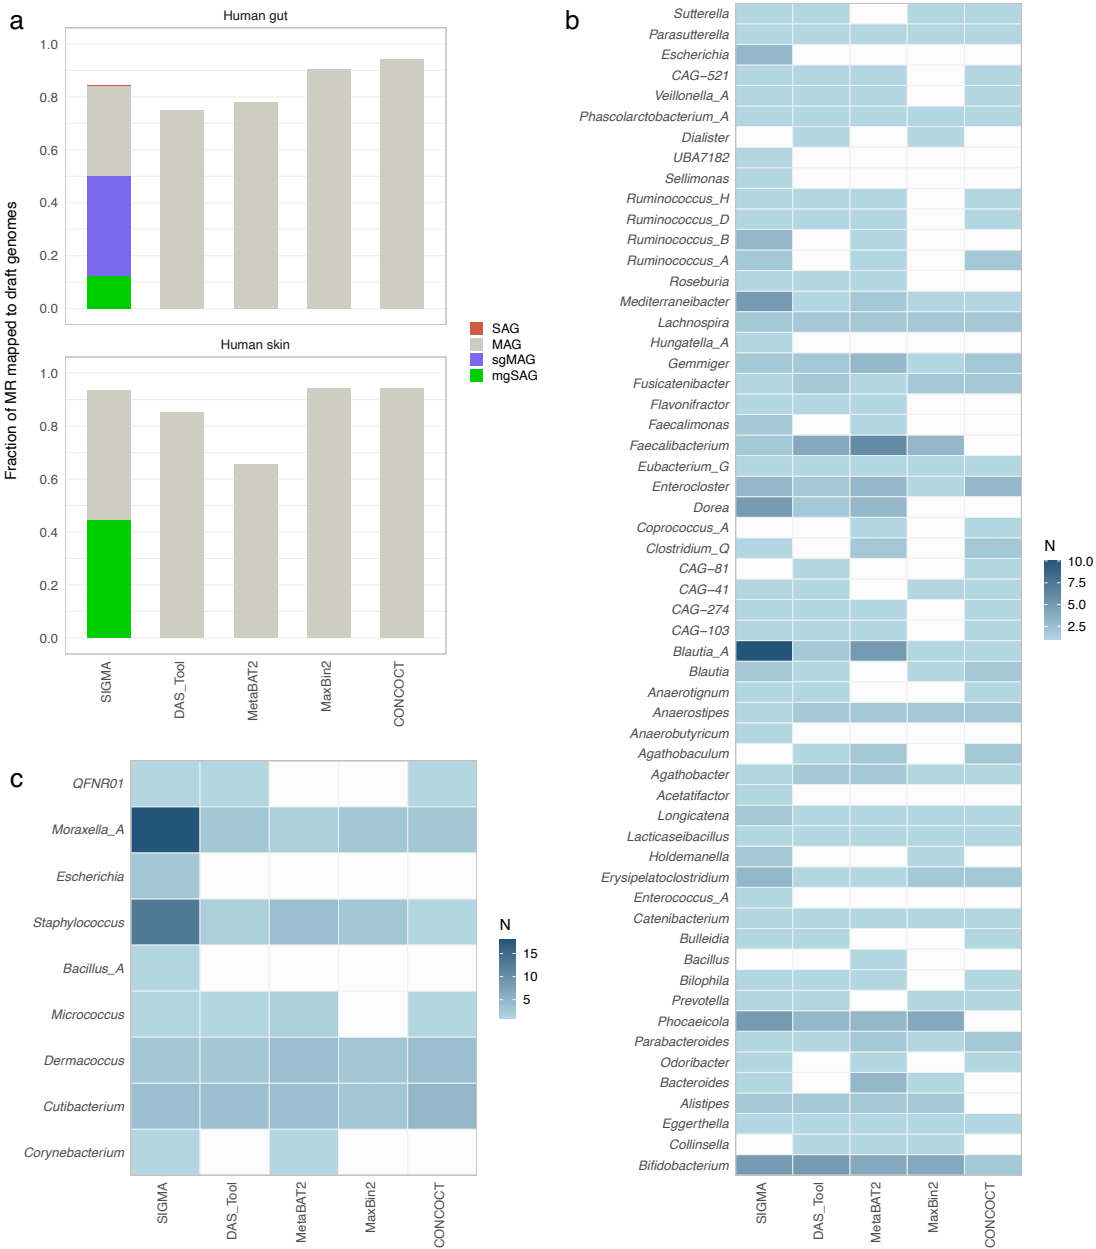 a
Human gut
1.0
0.8
0.6
0.4
0.2
0.0
Human skin
1.0
0.8
0.6
0.4
0.2
0.0
Fraction of MR mapped to draft genomes
SIGMA
DAS_Tool
MetaBAT2
MaxBin2
CONCOCT
SAG
MAG
sgMAG
mgSAG
b
Sutterella
Parasutterella
Escherichia
CAG−521
Veillonella_A
Phascolarctobacterium_A
Dialister
UBA7182
Sellimonas
Ruminococcus_H
Ruminococcus_D
Ruminococcus_B
Ruminococcus_A
Roseburia
Mediterraneibacter
Lachnospira
Hungatella_A
Gemmiger
Fusicatenibacter
Flavonifractor
Faecalimonas
Faecalibacterium
Eubacterium_G
Enterocloster
Dorea
Coprococcus_A
Clostridium_Q
CAG−81
CAG−41
CAG−274
CAG−103
Blautia_A
Blautia
Anaerotignum
Anaerostipes
Anaerobutyricum
Agathobaculum
Agathobacter
Acetatifactor
Longicatena
Lacticaseibacillus
Holdemanella
Erysipelatoclostridium
Enterococcus_A
Catenibacterium
Bulleidia
Bacillus
Bilophila
Prevotella
Phocaeicola
Parabacteroides
Odoribacter
Bacteroides
Alistipes
Eggerthella
Collinsella
Bifidobacterium
SIGMA
DAS_Tool
MetaBAT2
MaxBin2
CONCOCT
N
10.0
7.5
5.0
2.5
c
QFNR01
Moraxella_A
Escherichia
Staphylococcus
Bacillus_A
Micrococcus
Dermacoccus
Cutibacterium
Corynebacterium
SIGMA
DAS_Tool
MetaBAT2
MaxBin2
CONCOCT
N
15
10
5